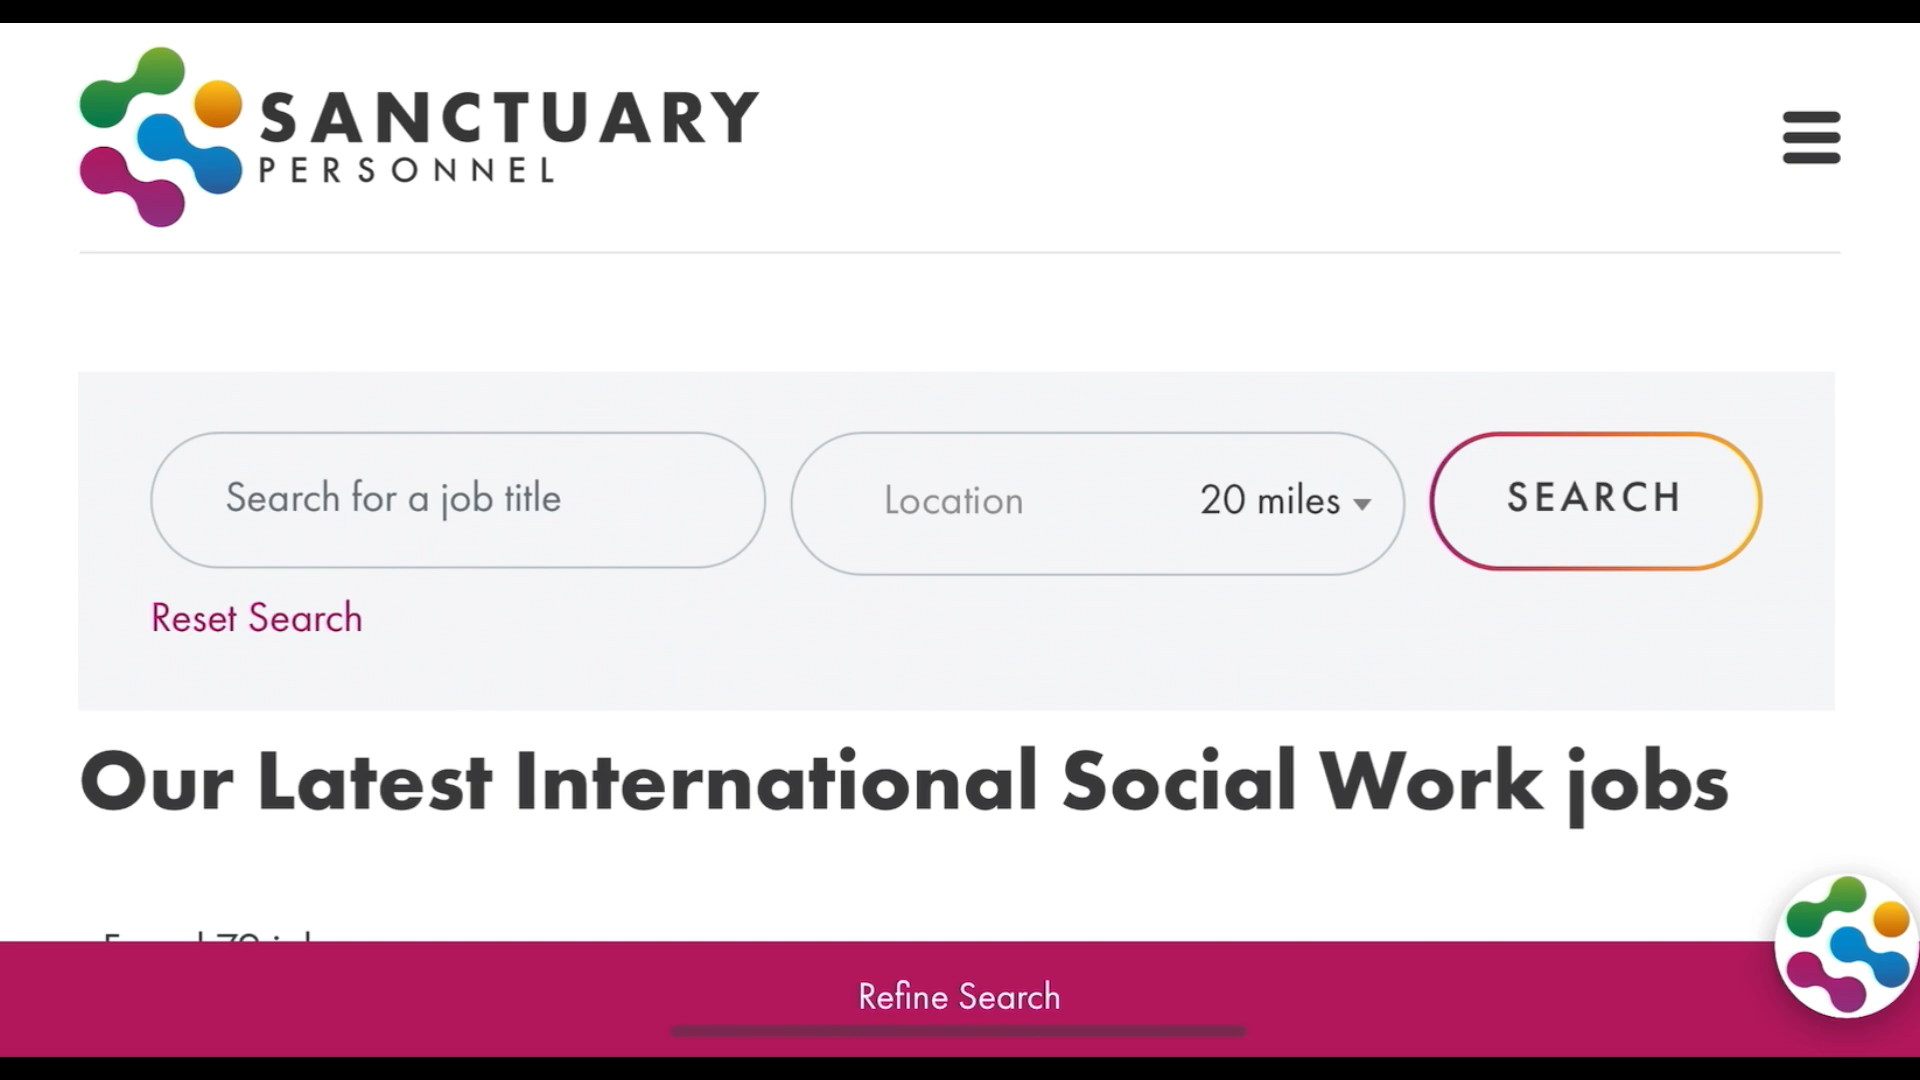 SANCTUARY
PERSONNEL
Search for a job title
Location
20 miles
SEARCH
Reset Search
Our Latest International Social Work jobs
Refine Search